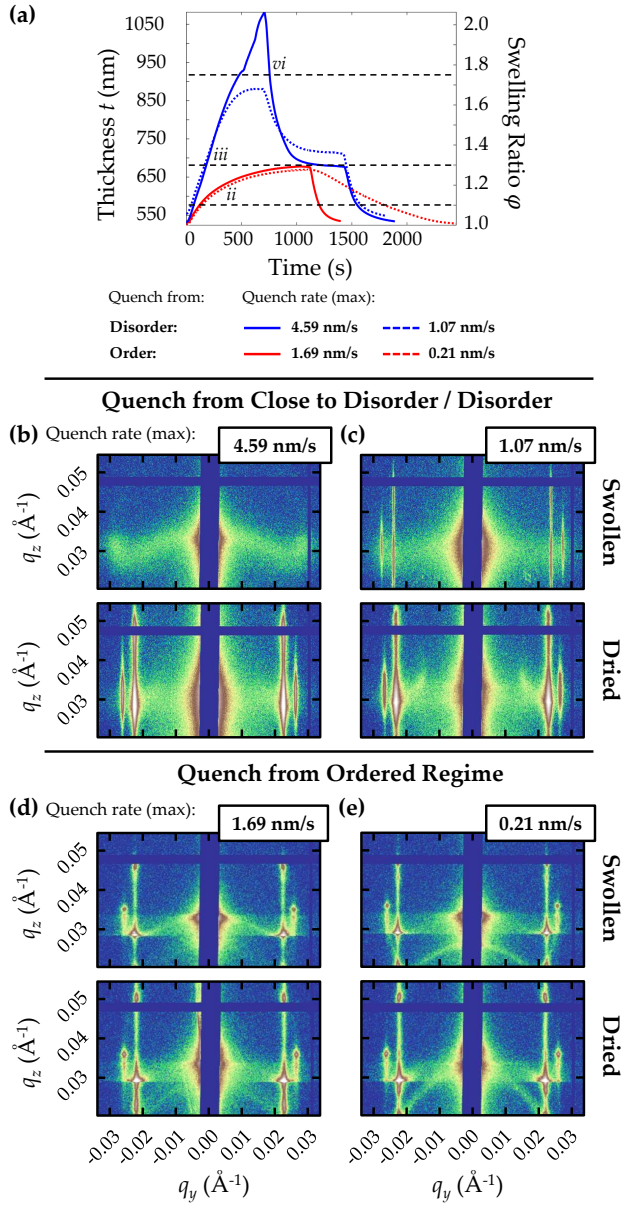 (a)
Thickness t (nm)
1050
950
850
750
650
550
2.0
1.8
1.6
1.4
1.2
1.0
Swelling Ratio φ
vi
iii
ii
0 500 1000 1500 2000
Time (s)
Quench from: Quench rate (max):
Disorder: 4.59 nm/s 1.07 nm/s
Order: 1.69 nm/s 0.21 nm/s
Quench from Close to Disorder / Disorder
(b) Quench rate (max): 4.59 nm/s (c) 1.07 nm/s
qz (Å-1) 0.05 0.04 0.03 Swollen
qz (Å-1) 0.05 0.04 0.03 Dried
Quench from Ordered Regime
(d) Quench rate (max): 1.69 nm/s (e) 0.21 nm/s
qz (Å-1) 0.05 0.04 0.03 Swollen
qz (Å-1) 0.05 0.04 0.03 Dried
-0.03 -0.02 -0.01 0.00 0.01 0.02 0.03 -0.03 -0.02 -0.01 0.00 0.01 0.02 0.03
qy (Å-1) qy (Å-1)